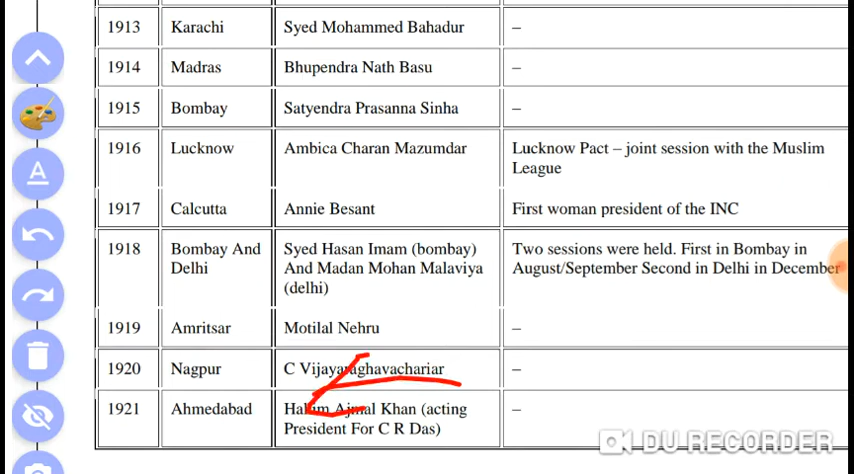 1913 Karachi Syed Mohammed Bahadur –
1914 Madras Bhupendra Nath Basu –
1915 Bombay Satyendra Prasanna Sinha –
1916 Lucknow Ambica Charan Mazumdar Lucknow Pact – joint session with the Muslim
League
1917 Calcutta Annie Besant First woman president of the INC
1918 Bombay And Syed Hasan Imam (bombay) Two sessions were held. First in Bombay in
Delhi And Madan Mohan Malaviya August/September Second in Delhi in December
(delhi)
1919 Amritsar Motilal Nehru –
1920 Nagpur C Vijayaraghavachariar –
1921 Ahmedabad Hakim Ajmal Khan (acting –
President For C R Das)
DU RECORDER
A